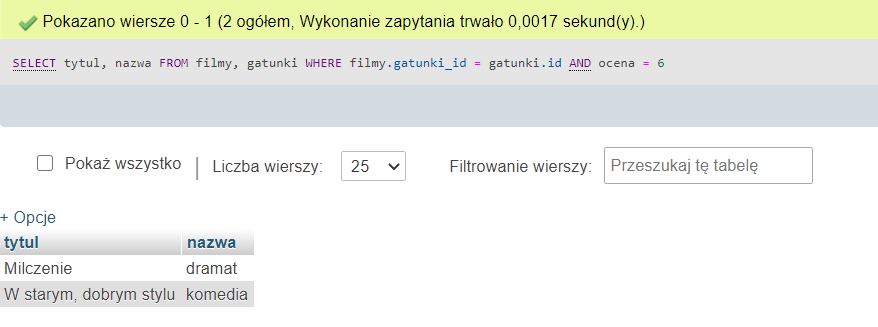 Pokazano wiersze 0 - 1 (2 ogółem, Wykonanie zapytania trwało 0,0017 sekund(y).)
SELECT tytul, nazwa FROM filmy, gatunki WHERE filmy.gatunki_id = gatunki.id AND ocena = 6
Pokaż wszystko | Liczba wierszy: 25 Filtrowanie wierszy: Przeszukaj tę tabelę
+ Opcje
tytul nazwa
Milczenie dramat
W starym, dobrym stylu komedia